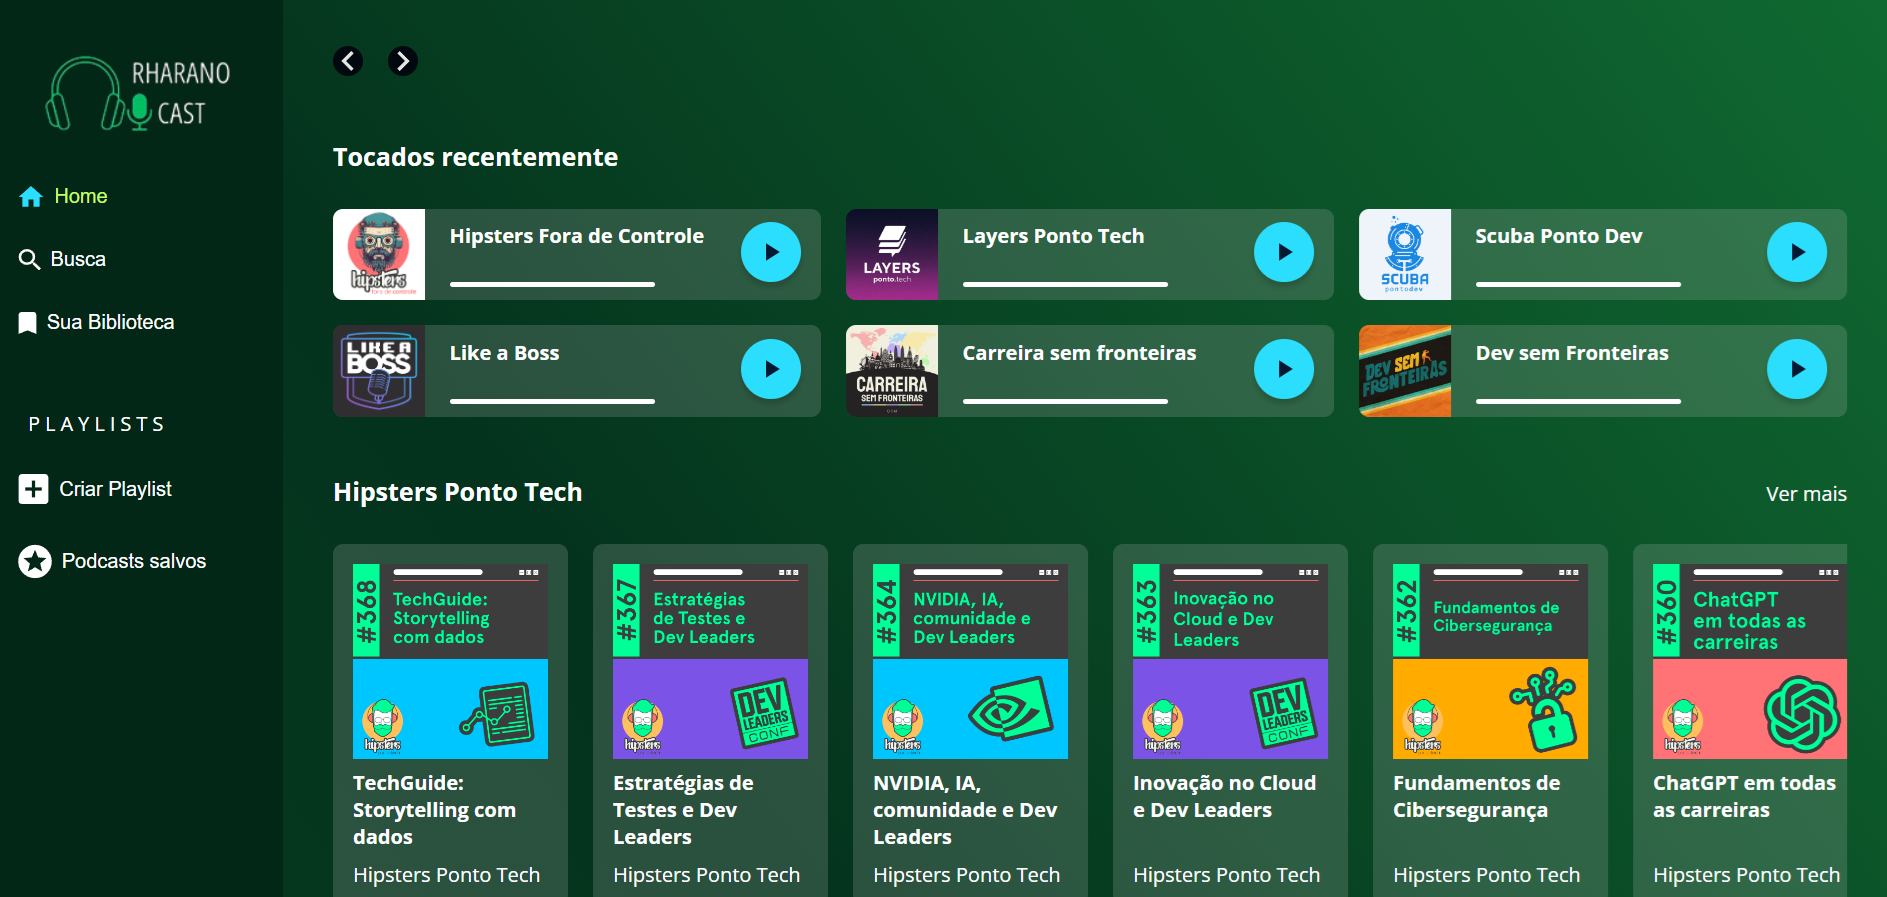 RHARANO
CAST
Home
Busca
Sua Biblioteca
PLAYLISTS
Criar Playlist
Podcasts salvos
Tocados recentemente
hipsters
fora de controle
Hipsters Fora de Controle
LAYERS
ponto.tech
Layers Ponto Tech
SCUBA
pontodev
Scuba Ponto Dev
LIKE A
BOSS
Like a Boss
CARREIRA
SEM FRONTEIRAS
Carreira sem fronteiras
DEV SEM
FRONTEIRAS
Dev sem Fronteiras
Hipsters Ponto Tech
Ver mais
#368
TechGuide:
Storytelling
com dados
hipsters
TechGuide:
Storytelling com
dados
Hipsters Ponto Tech
#367
Estratégias
de Testes e
Dev Leaders
hipsters
DEV
LEADERS
CONF
Estratégias de
Testes e Dev
Leaders
Hipsters Ponto Tech
#364
NVIDIA, IA,
comunidade e
Dev Leaders
hipsters
NVIDIA, IA,
comunidade e Dev
Leaders
Hipsters Ponto Tech
#363
Inovação no
Cloud e Dev
Leaders
hipsters
DEV
LEADERS
CONF
Inovação no Cloud
e Dev Leaders
Hipsters Ponto Tech
#362
Fundamentos de
Cibersegurança
hipsters
Fundamentos de
Cibersegurança
Hipsters Ponto Tech
#360
ChatGPT
em todas as
carreiras
hipsters
ChatGPT em todas
as carreiras
Hipsters Ponto Tech